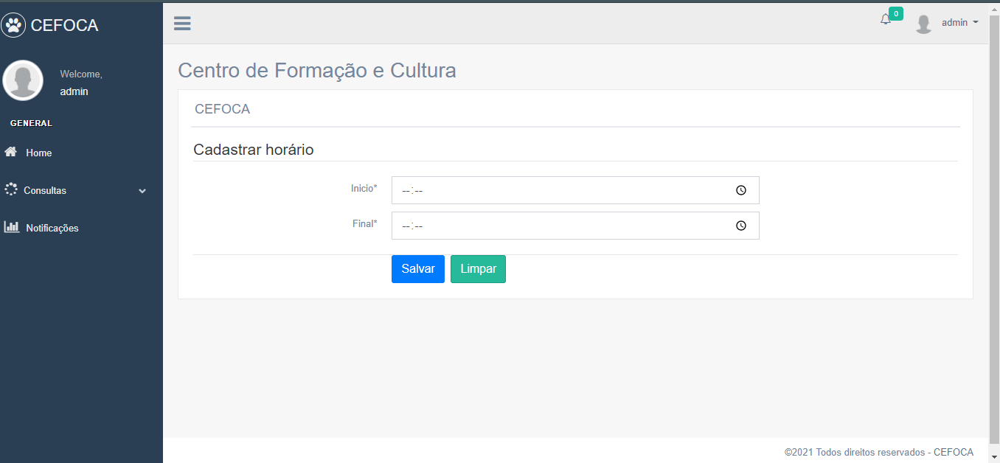 CEFOCA
Welcome,
admin
GENERAL
Home
Consultas
Notificações
0
admin
Centro de Formação e Cultura
CEFOCA
Cadastrar horário
Inicio*
--:--
Final*
--:--
Salvar
Limpar
©2021 Todos direitos reservados - CEFOCA